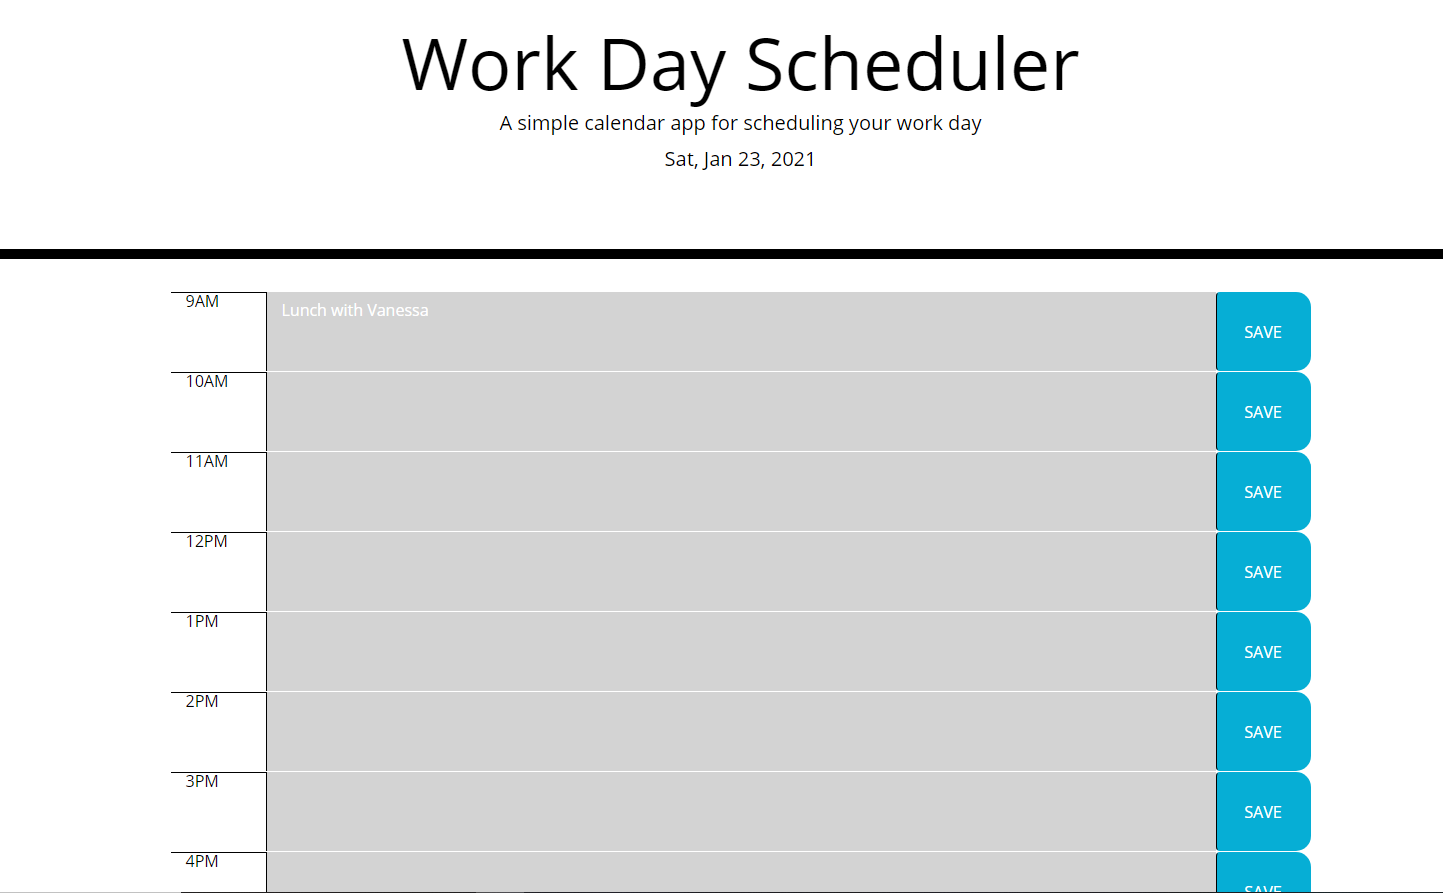 Work Day Scheduler
A simple calendar app for scheduling your work day
Sat, Jan 23, 2021
9AM Lunch with Vanessa SAVE
10AM SAVE
11AM SAVE
12PM SAVE
1PM SAVE
2PM SAVE
3PM SAVE
4PM SAVE